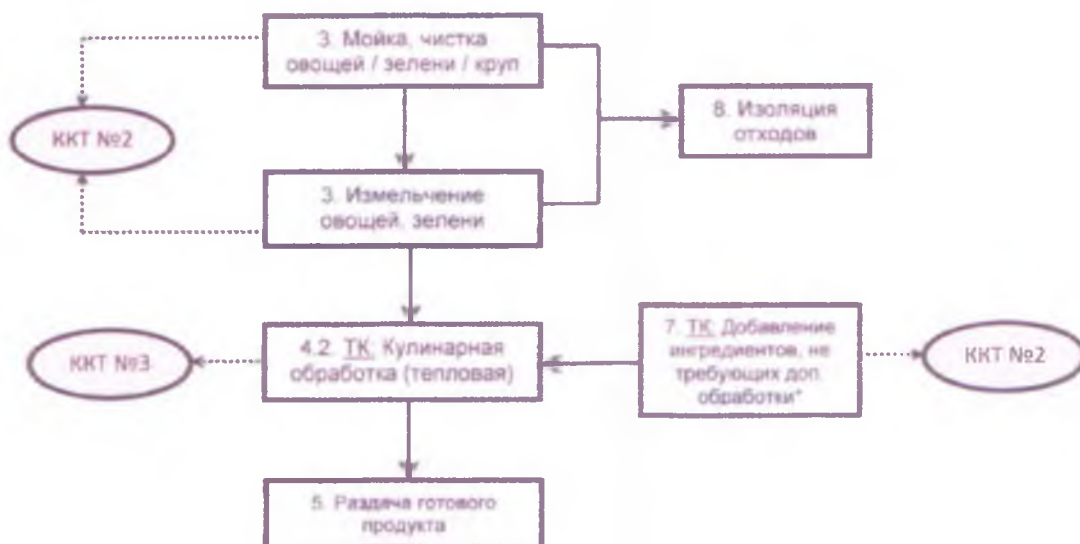 3. Мойка, чистка
овощей / зелени / круп
ККТ №2
8. Изоляция
отходов
3. Измельчение
овощей, зелени
ККТ №3
4.2. ТК: Кулинарная
обработка (тепловая)
7. ТК: Добавление
ингредиентов, не
требующих доп.
обработки*
ККТ №2
5. Раздача готового
продукта